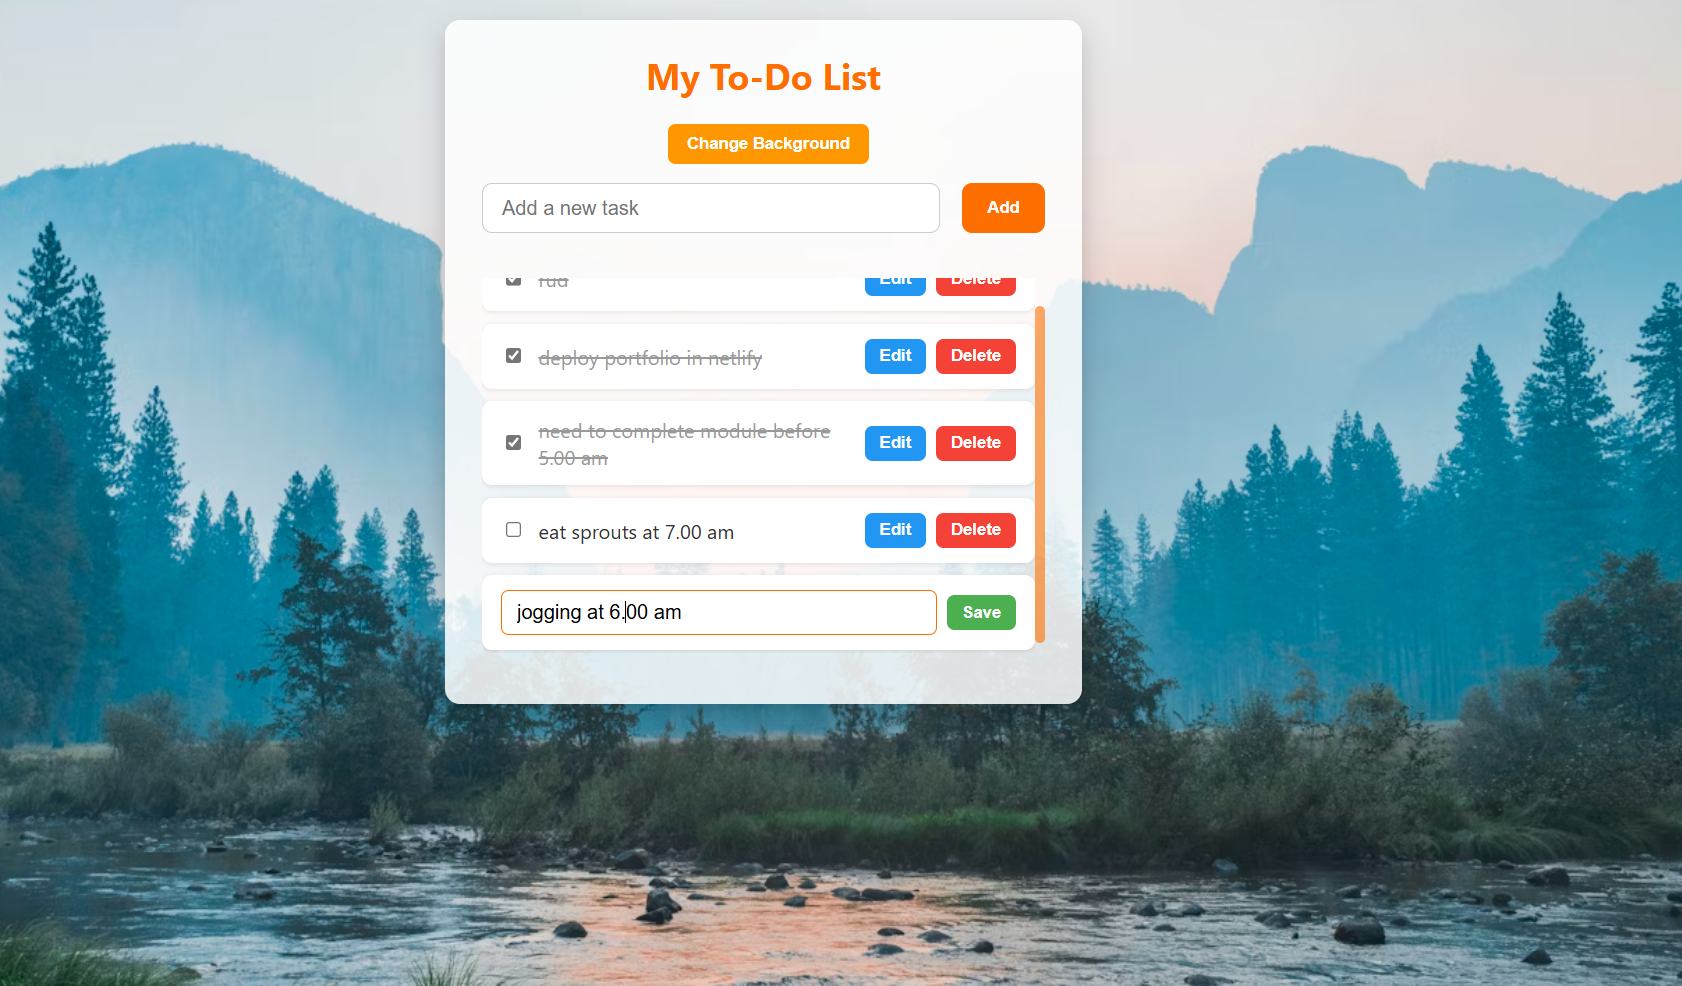 My To-Do List
Change Background
Add a new task
Add
Edit
Delete
deploy portfolio in netlify
Edit
Delete
need to complete module before
5.00 am
Edit
Delete
eat sprouts at 7.00 am
Edit
Delete
jogging at 6.00 am
Save